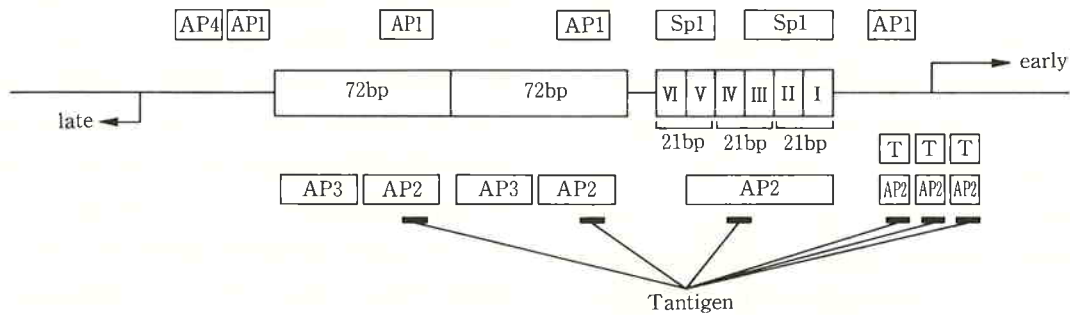 AP4 AP1 AP1 AP1 Sp1 Sp1 AP1
early
72bp 72bp VI V IV III II I
late
21bp 21bp 21bp
T T T
AP3 AP2 AP3 AP2 AP2 AP2 AP2 AP2
Tantigen